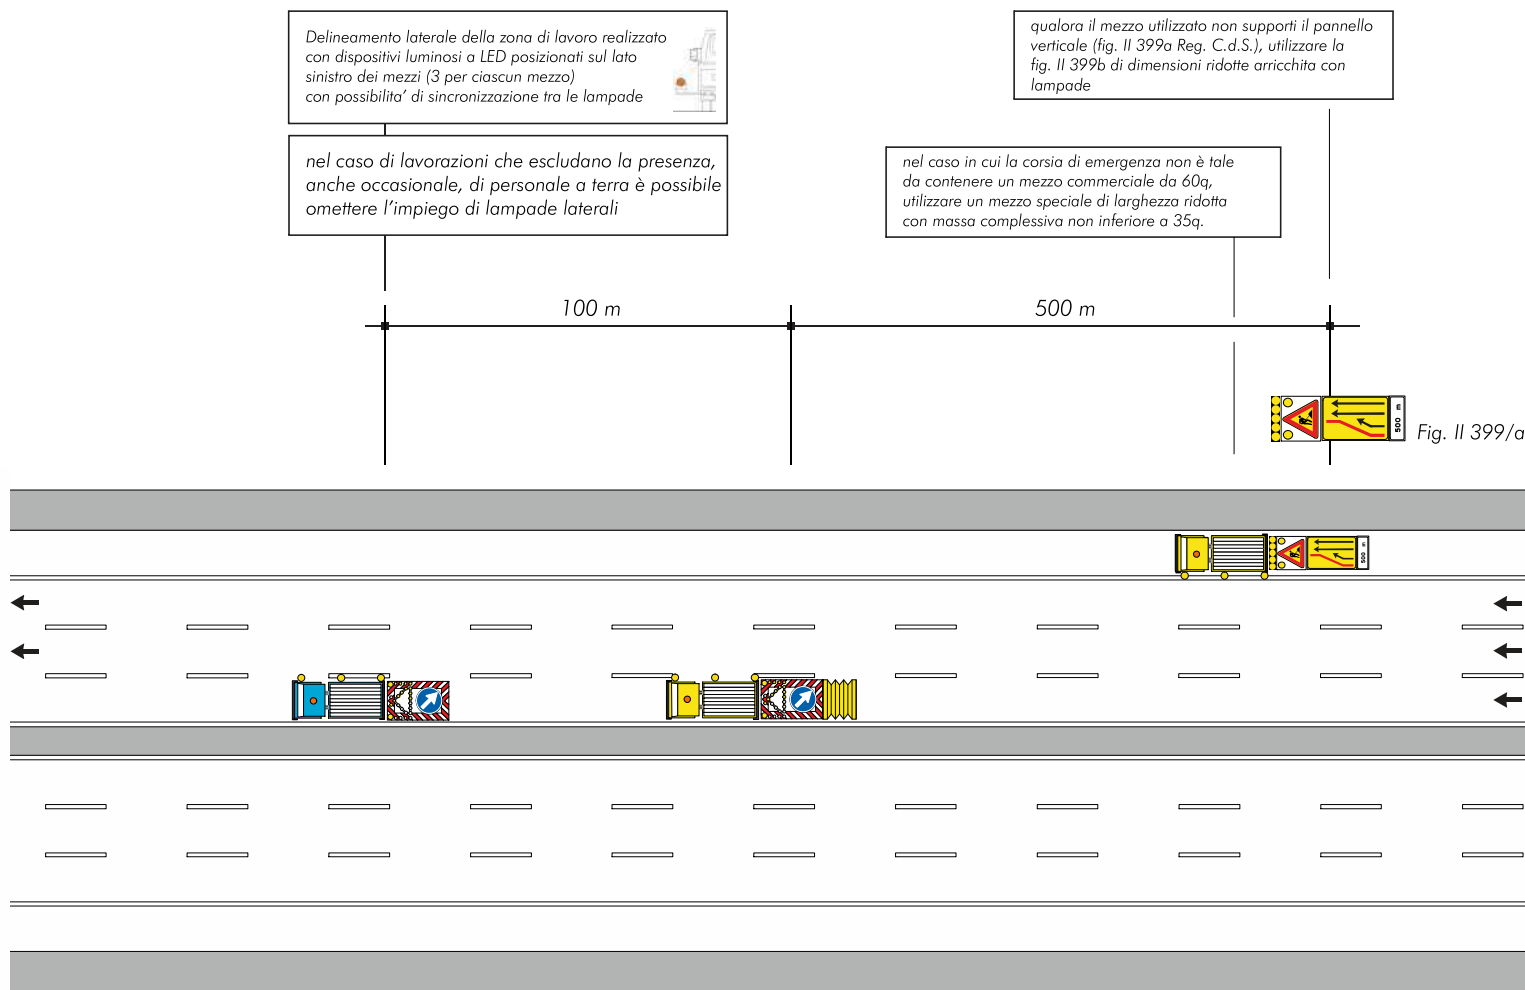 Delineamento laterale della zona di lavoro realizzato
con dispositivi luminosi a LED posizionati sul lato
sinistro dei mezzi (3 per ciascun mezzo)
con possibilita' di sincronizzazione tra le lampade
nel caso di lavorazioni che escludano la presenza,
anche occasionale, di personale a terra è possibile
omettere l'impiego di lampade laterali
qualora il mezzo utilizzato non supporti il pannello
verticale (fig. II 399a Reg. C.d.S.), utilizzare la
fig. II 399b di dimensioni ridotte arricchita con
lampade
nel caso in cui la corsia di emergenza non è tale
da contenere un mezzo commerciale da 60q,
utilizzare un mezzo speciale di larghezza ridotta
con massa complessiva non inferiore a 35q.
100 m
500 m
500 m
Fig. II 399/a
500 m